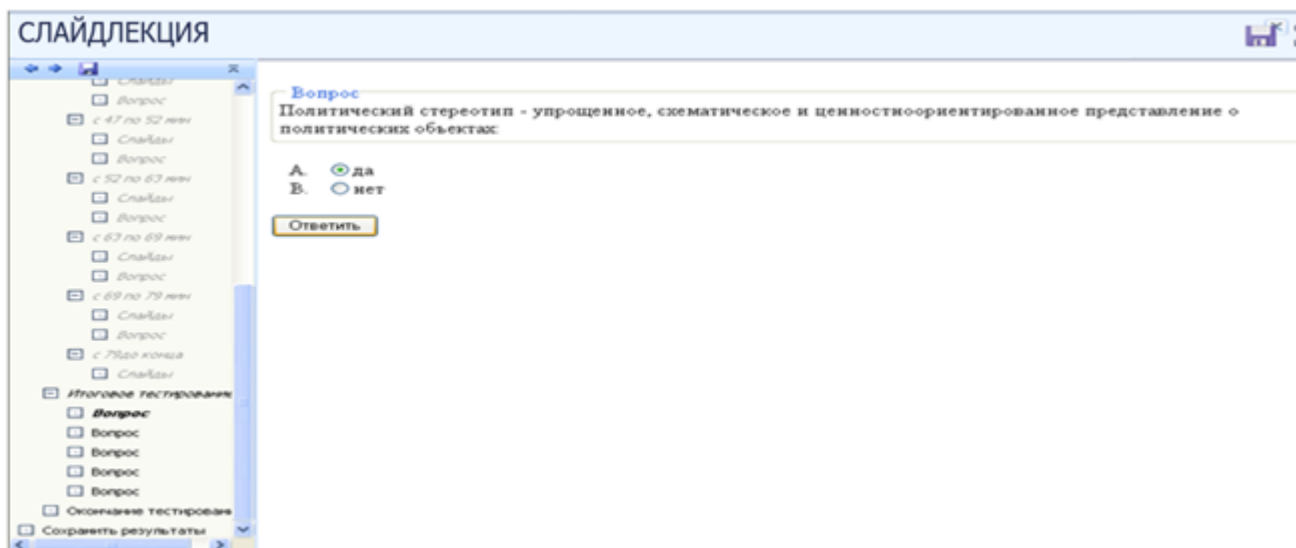 СЛАЙДЛЕКЦИЯ
Слайды
Вопрос
с 47 по 52 мин
Слайды
Вопрос
с 52 по 63 мин
Слайды
Вопрос
с 63 по 69 мин
Слайды
Вопрос
с 69 по 79 мин
Слайды
Вопрос
с 79до конца
Слайды
Итоговое тестировани
Вопрос
Вопрос
Вопрос
Вопрос
Вопрос
Окончание тестирован
Сохранить результаты
Вопрос
Политический стереотип - упрощенное, схематическое и ценностноориентированное представление о
политических объектах:
A. да
B. нет
Ответить